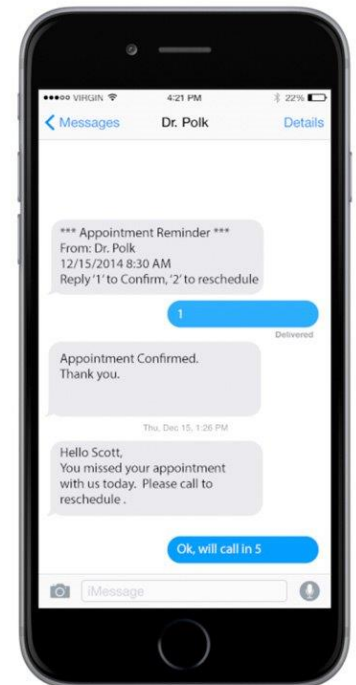 VIRGIN 4:21 PM 22%
Messages Dr. Polk Details
*** Appointment Reminder ***
From: Dr. Polk
12/15/2014 8:30 AM
Reply '1' to Confirm, '2' to reschedule
1
Delivered
Appointment Confirmed.
Thank you.
Thu, Dec 15, 1:26 PM
Hello Scott,
You missed your appointment
with us today. Please call to
reschedule .
Ok, will call in 5
iMessage